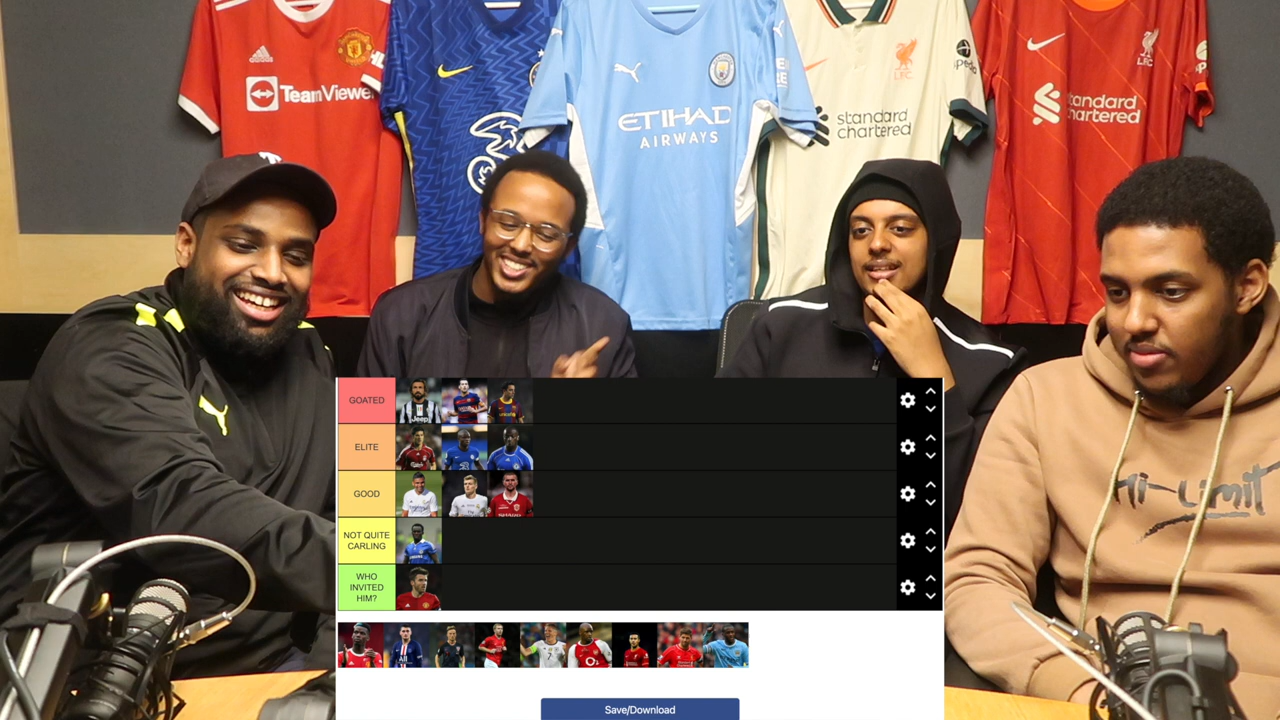 TeamViewer
ETIHAD
AIRWAYS
standard
chartered
L.F.C.
standard
chartered
GOATED
ELITE
GOOD
NOT QUITE
CARLING
WHO
INVITED
HIM?
Jeep
Hi-Limit
Save/Download